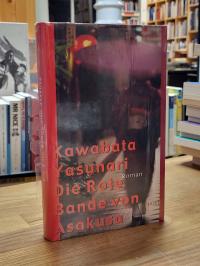 Kawabata
Yasunari
Roman
Die Rote
Bande von
Asakusa